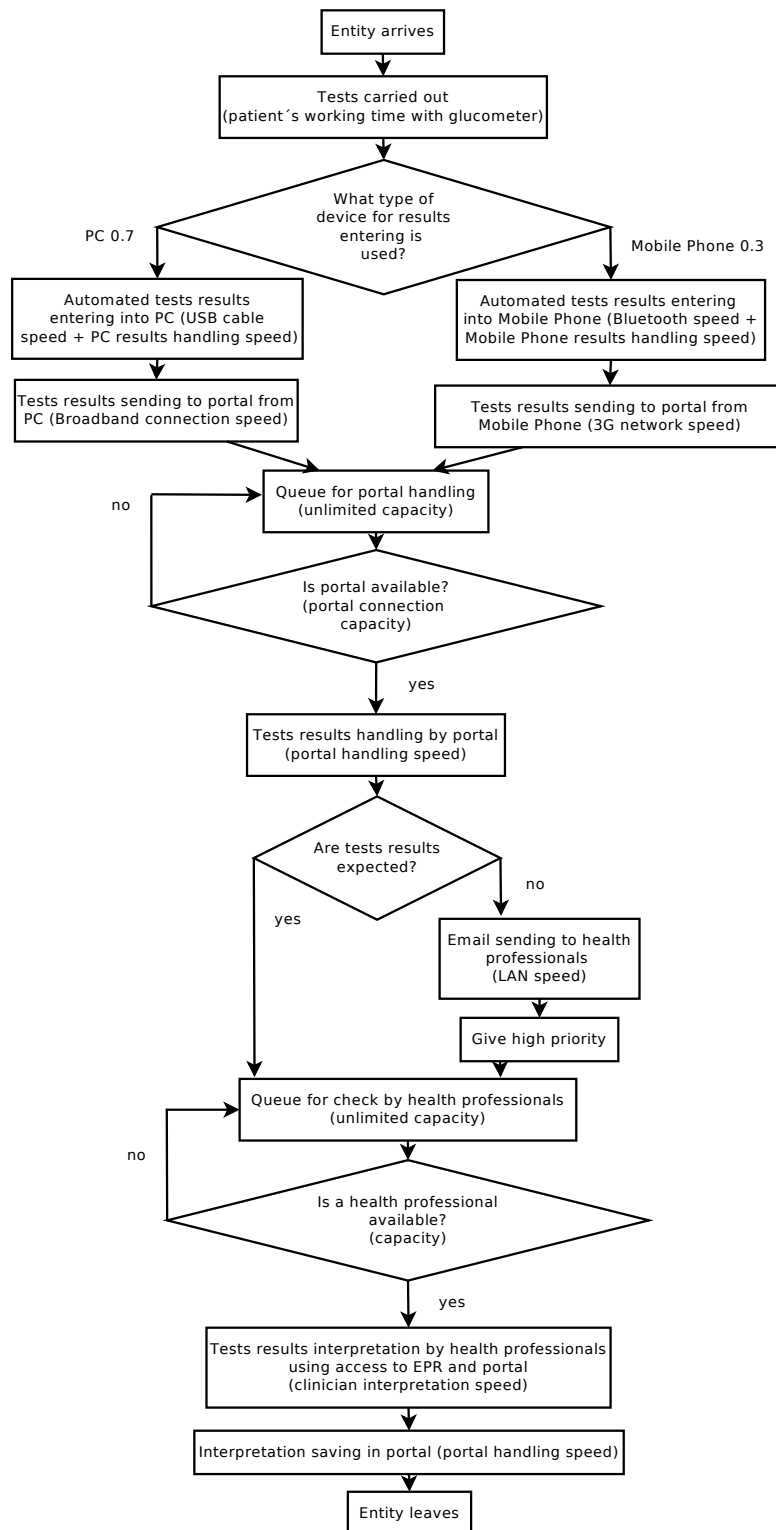 Entity arrives
Tests carried out
(patient´s working time with glucometer)
What type of
device for results
entering is
used?
PC 0.7
Mobile Phone 0.3
Automated tests results
entering into PC (USB cable
speed + PC results handling speed)
Automated tests results entering
into Mobile Phone (Bluetooth speed +
Mobile Phone results handling speed)
Tests results sending to portal from
PC (Broadband connection speed)
Tests results sending to portal from
Mobile Phone (3G network speed)
Queue for portal handling
(unlimited capacity)
no
Is portal available?
(portal connection
capacity)
yes
Tests results handling by portal
(portal handling speed)
Are tests results
expected?
no
yes
Email sending to health
professionals
(LAN speed)
Give high priority
Queue for check by health professionals
(unlimited capacity)
no
Is a health professional
available?
(capacity)
yes
Tests results interpretation by health professionals
using access to EPR and portal
(clinician interpretation speed)
Interpretation saving in portal (portal handling speed)
Entity leaves